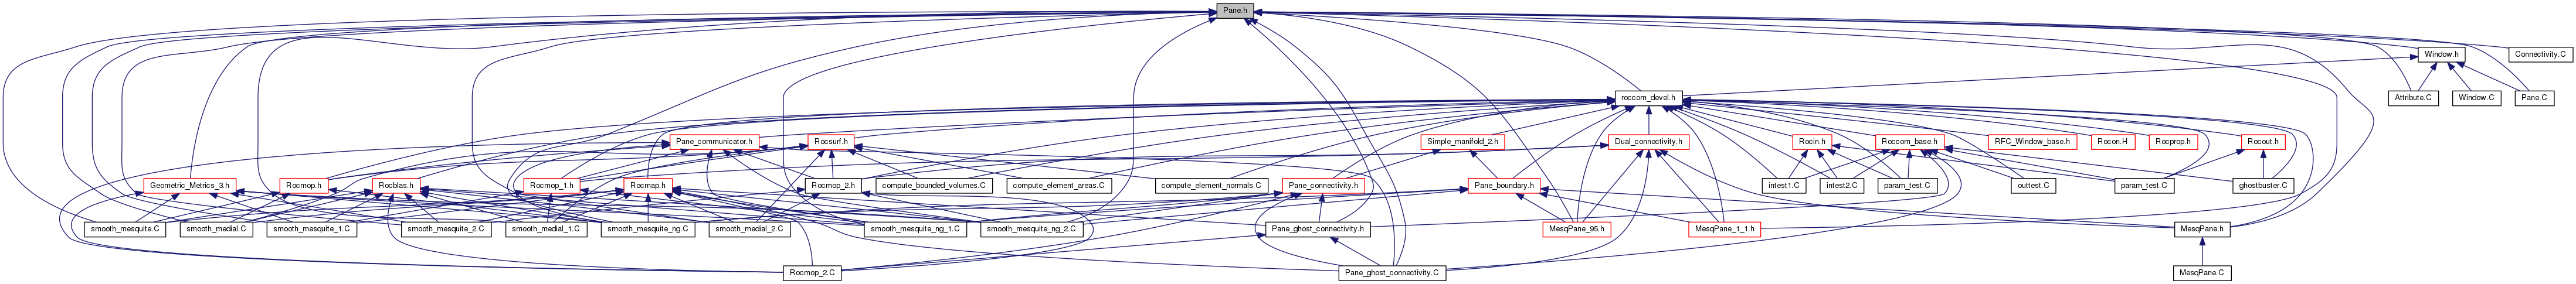 Pane.h
Window.h
Connectivity.C
roccom_devel.h
Attribute.C
Window.C
Pane.C
Pane_communicator.h
Rocsurf.h
Simple_manifold_2.h
Dual_connectivity.h
Rocin.h
Roccom_base.h
RFC_Window_base.h
Rocon.H
Rocprop.h
Rocout.h
Geometric_Metrics_3.h
Rocmop.h
Rocblas.h
Rocmop_1.h
Rocmap.h
Rocmop_2.h
compute_bounded_volumes.C
compute_element_areas.C
compute_element_normals.C
Pane_connectivity.h
Pane_boundary.h
intest1.C
intest2.C
param_test.C
outtest.C
param_test.C
ghostbuster.C
smooth_mesquite.C
smooth_medial.C
smooth_mesquite_1.C
smooth_mesquite_2.C
smooth_medial_1.C
smooth_mesquite_ng.C
smooth_medial_2.C
smooth_mesquite_ng_1.C
smooth_mesquite_ng_2.C
Pane_ghost_connectivity.h
MesqPane_95.h
MesqPane_1_1.h
MesqPane.h
Rocmop_2.C
Pane_ghost_connectivity.C
MesqPane.C